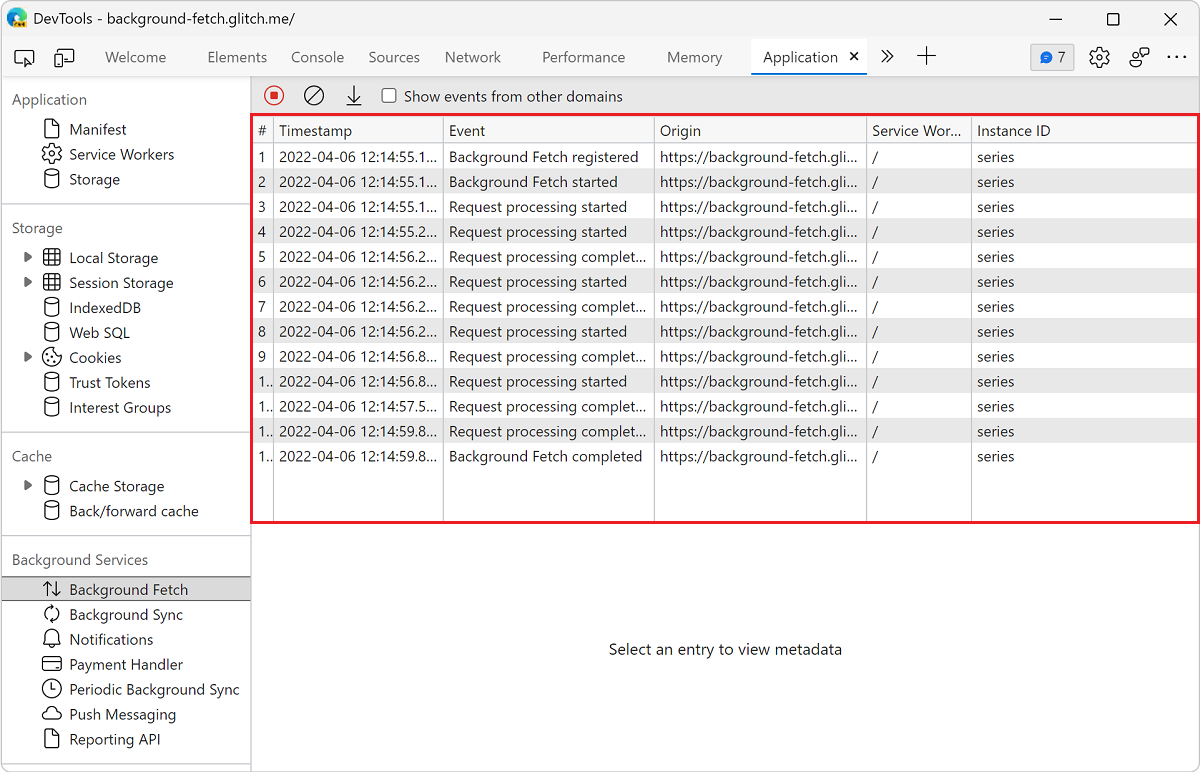 DevTools - background-fetch.glitch.me/
Welcome Elements Console Sources Network Performance Memory Application 7
Application
Manifest
Service Workers
Storage
Storage
Local Storage
Session Storage
IndexedDB
Web SQL
Cookies
Trust Tokens
Interest Groups
Cache
Cache Storage
Back/forward cache
Background Services
Background Fetch
Background Sync
Notifications
Payment Handler
Periodic Background Sync
Push Messaging
Reporting API
Show events from other domains
# Timestamp Event Origin Service Wor... Instance ID
1 2022-04-06 12:14:55.1... Background Fetch registered https://background-fetch.gli... / series
2 2022-04-06 12:14:55.1... Background Fetch started https://background-fetch.gli... / series
3 2022-04-06 12:14:55.1... Request processing started https://background-fetch.gli... / series
4 2022-04-06 12:14:55.2... Request processing started https://background-fetch.gli... / series
5 2022-04-06 12:14:56.2... Request processing complet... https://background-fetch.gli... / series
6 2022-04-06 12:14:56.2... Request processing started https://background-fetch.gli... / series
7 2022-04-06 12:14:56.2... Request processing complet... https://background-fetch.gli... / series
8 2022-04-06 12:14:56.2... Request processing started https://background-fetch.gli... / series
9 2022-04-06 12:14:56.8... Request processing complet... https://background-fetch.gli... / series
1.. 2022-04-06 12:14:56.8... Request processing started https://background-fetch.gli... / series
1.. 2022-04-06 12:14:57.5... Request processing complet... https://background-fetch.gli... / series
1.. 2022-04-06 12:14:59.8... Request processing complet... https://background-fetch.gli... / series
1.. 2022-04-06 12:14:59.8... Background Fetch completed https://background-fetch.gli... / series
Select an entry to view metadata